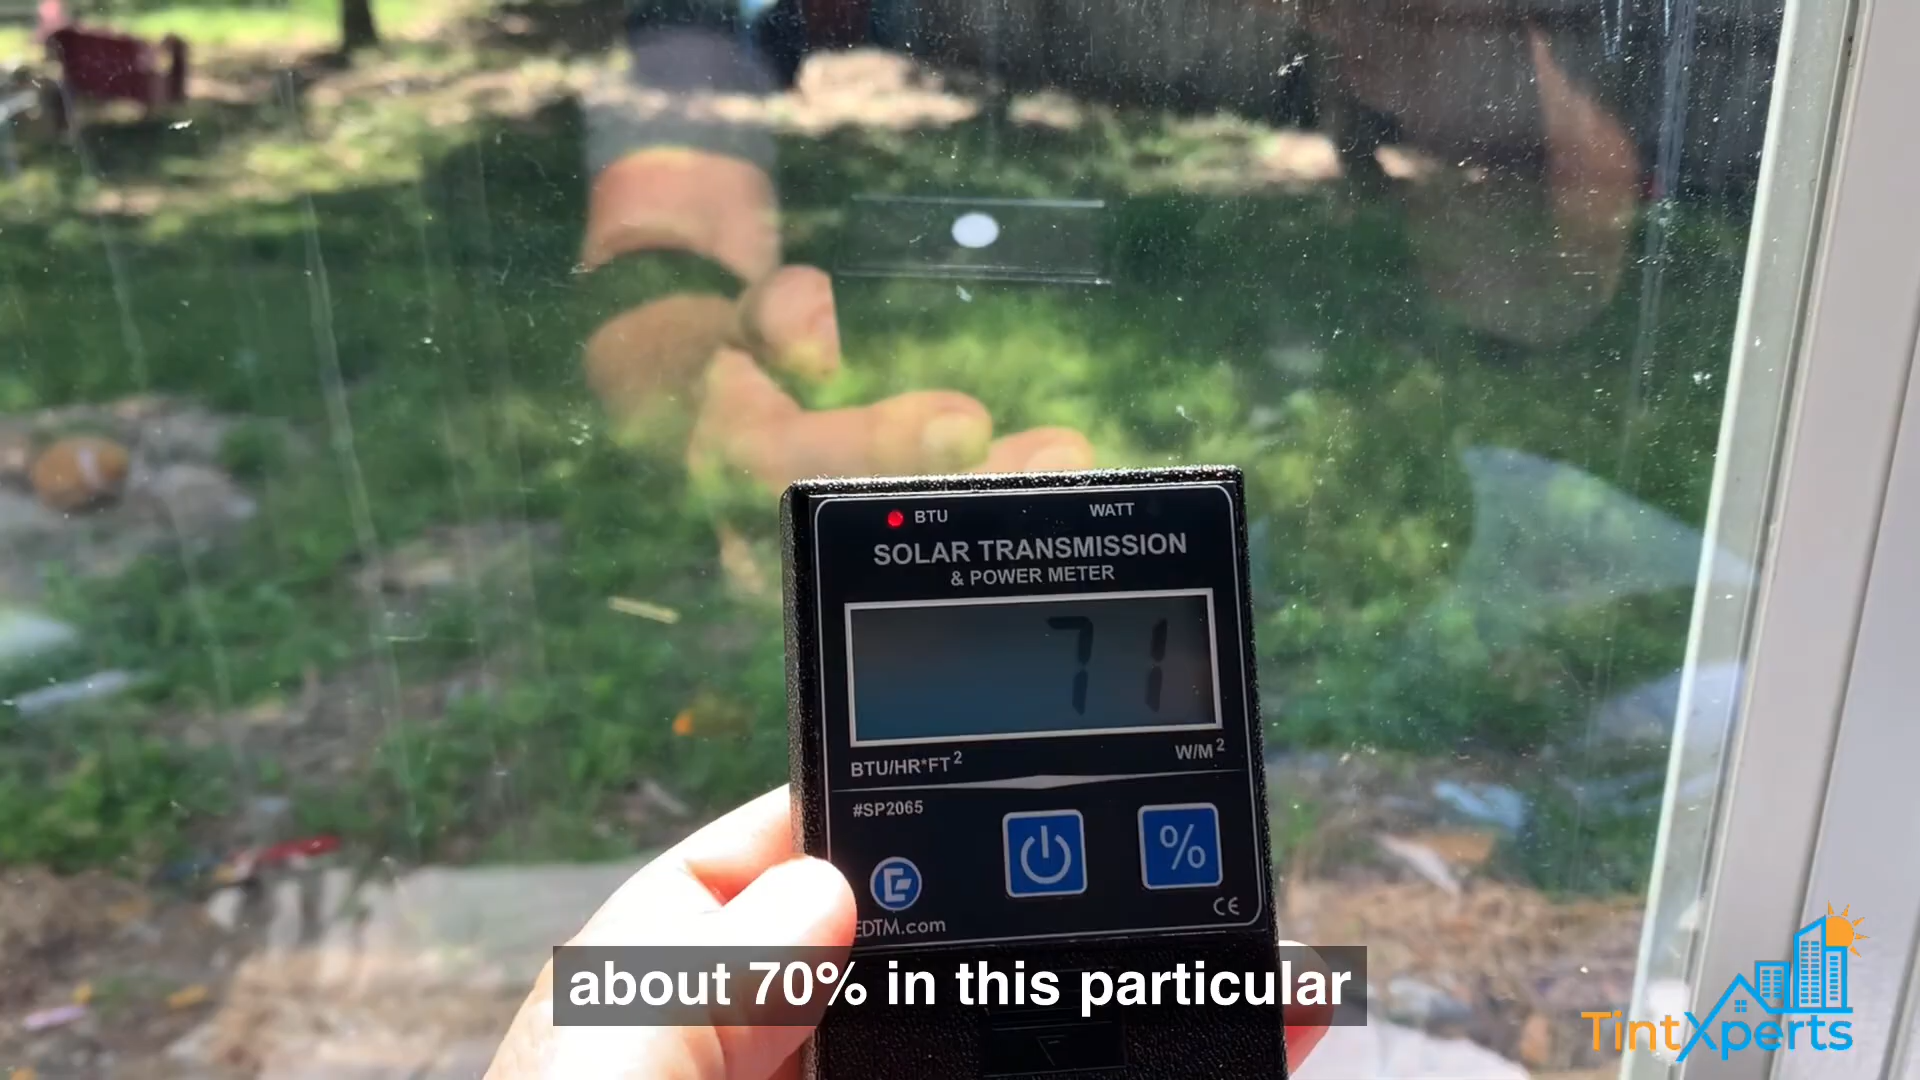 BTU WATT
SOLAR TRANSMISSION
& POWER METER
71
BTU/HR*FT² W/M²
#SP2065
%
EDTM.com CE
about 70% in this particular
TintXperts